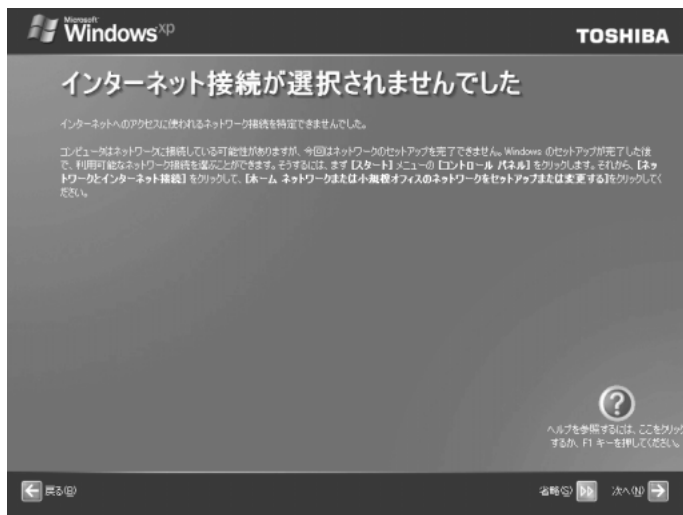 Microsoft
Windows xp
TOSHIBA
インターネット接続が選択されませんでした
インターネットへのアクセスに使われるネットワーク接続を特定できませんでした。
コンピュータはネットワークに接続している可能性がありますが、今回はネットワークのセットアップを完了できません。Windows のセットアップが完了した後
で、利用可能なネットワーク接続を選ぶことができます。そうするには、まず [スタート] メニューの [コントロール パネル] をクリックします。それから、[ネッ
トワークとインターネット接続] をクリックして、[ホーム ネットワークまたは小規模オフィスのネットワークをセットアップまたは変更する]をクリックしてく
ださい。
ヘルプを参照するには、ここをクリック
するか、F1 キーを押してください。
戻る(B)
省略(S)
次へ(N)